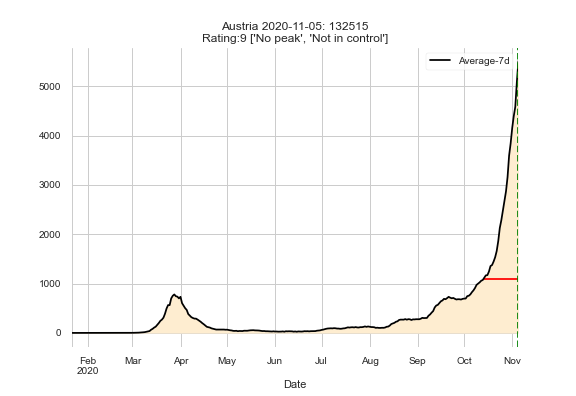 Austria 2020-11-05: 132515
Rating:9 ['No peak', 'Not in control']
Average-7d
5000
4000
3000
2000
1000
0
Feb Mar Apr May Jun Jul Aug Sep Oct Nov
2020
Date